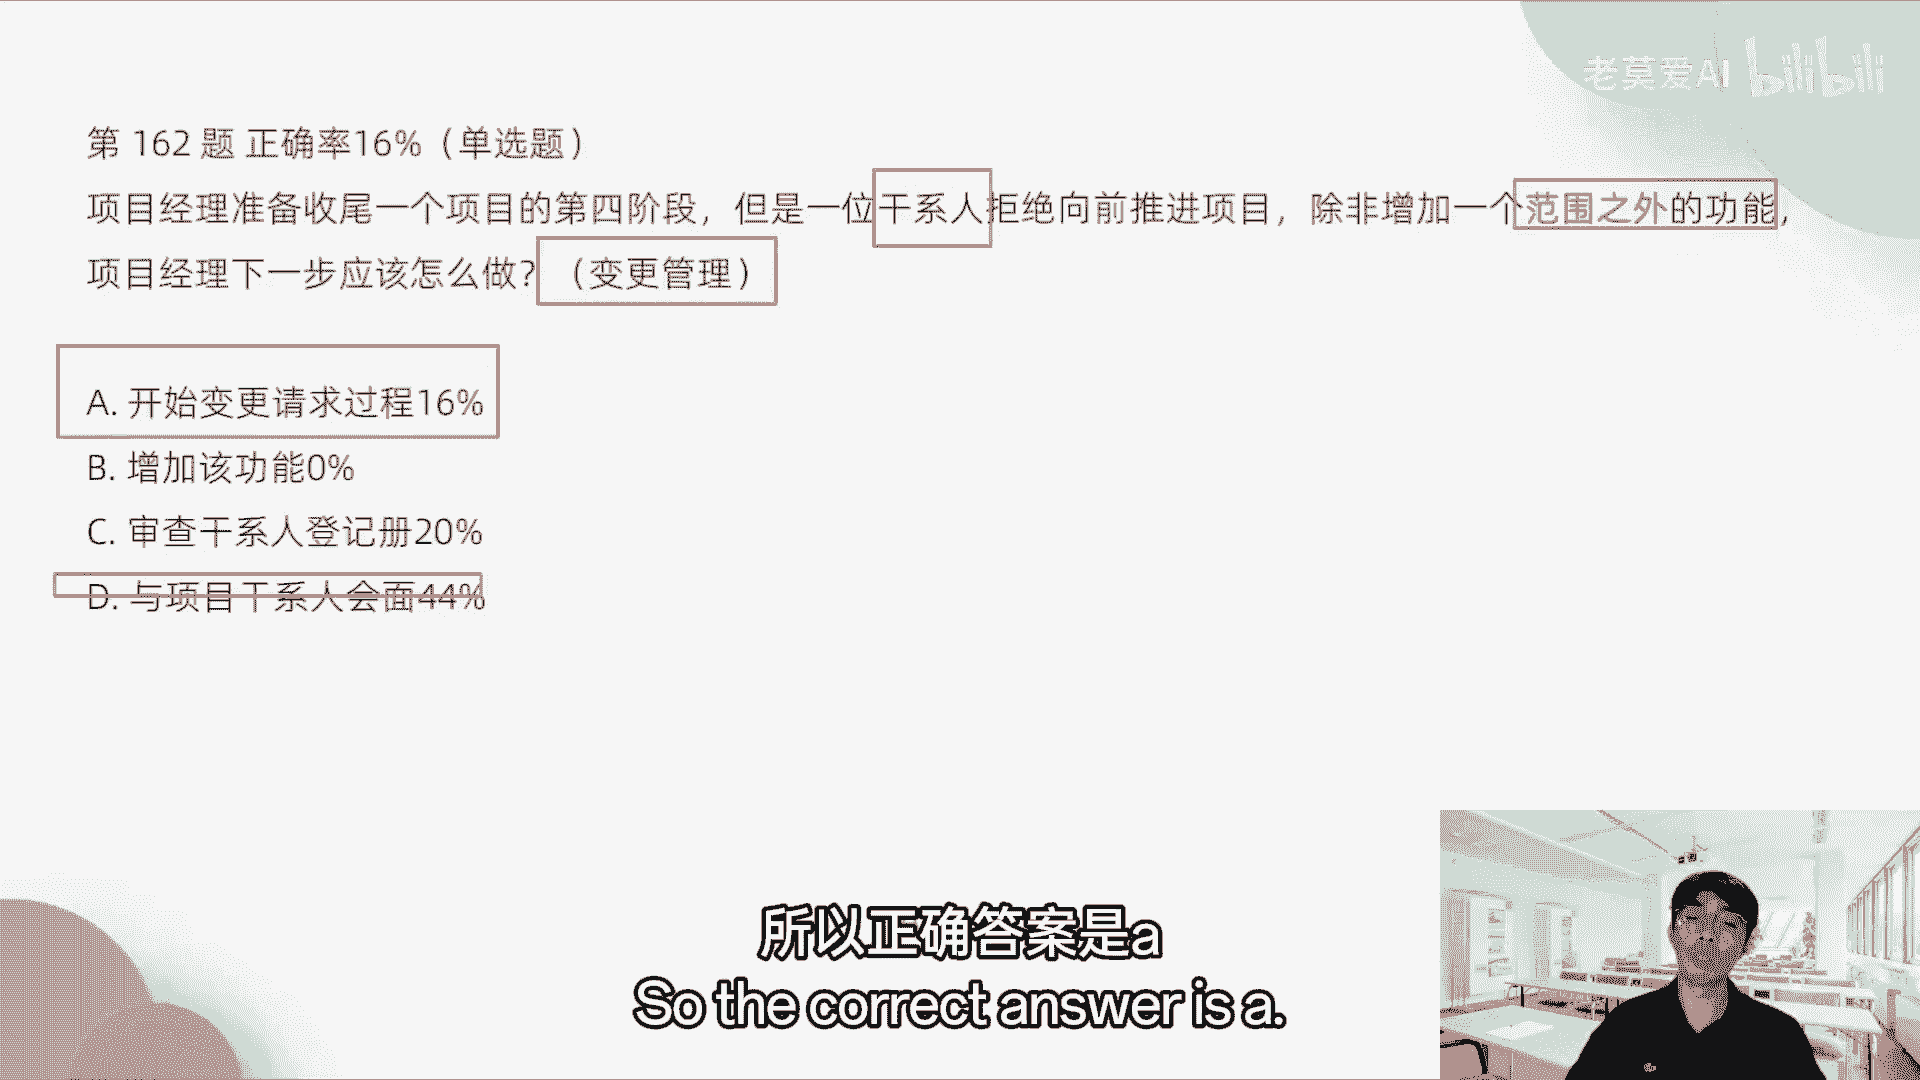 老莫爱AI bilibili
第 162 题 正确率16%（单选题）
项目经理准备收尾一个项目的第四阶段，但是一位干系人拒绝向前推进项目，除非增加一个范围之外的功能，
项目经理下一步应该怎么做？（变更管理）
A. 开始变更请求过程16%
B. 增加该功能0%
C. 审查干系人登记册20%
D. 与项目干系人会面44%
所以正确答案是a
So the correct answer is a.